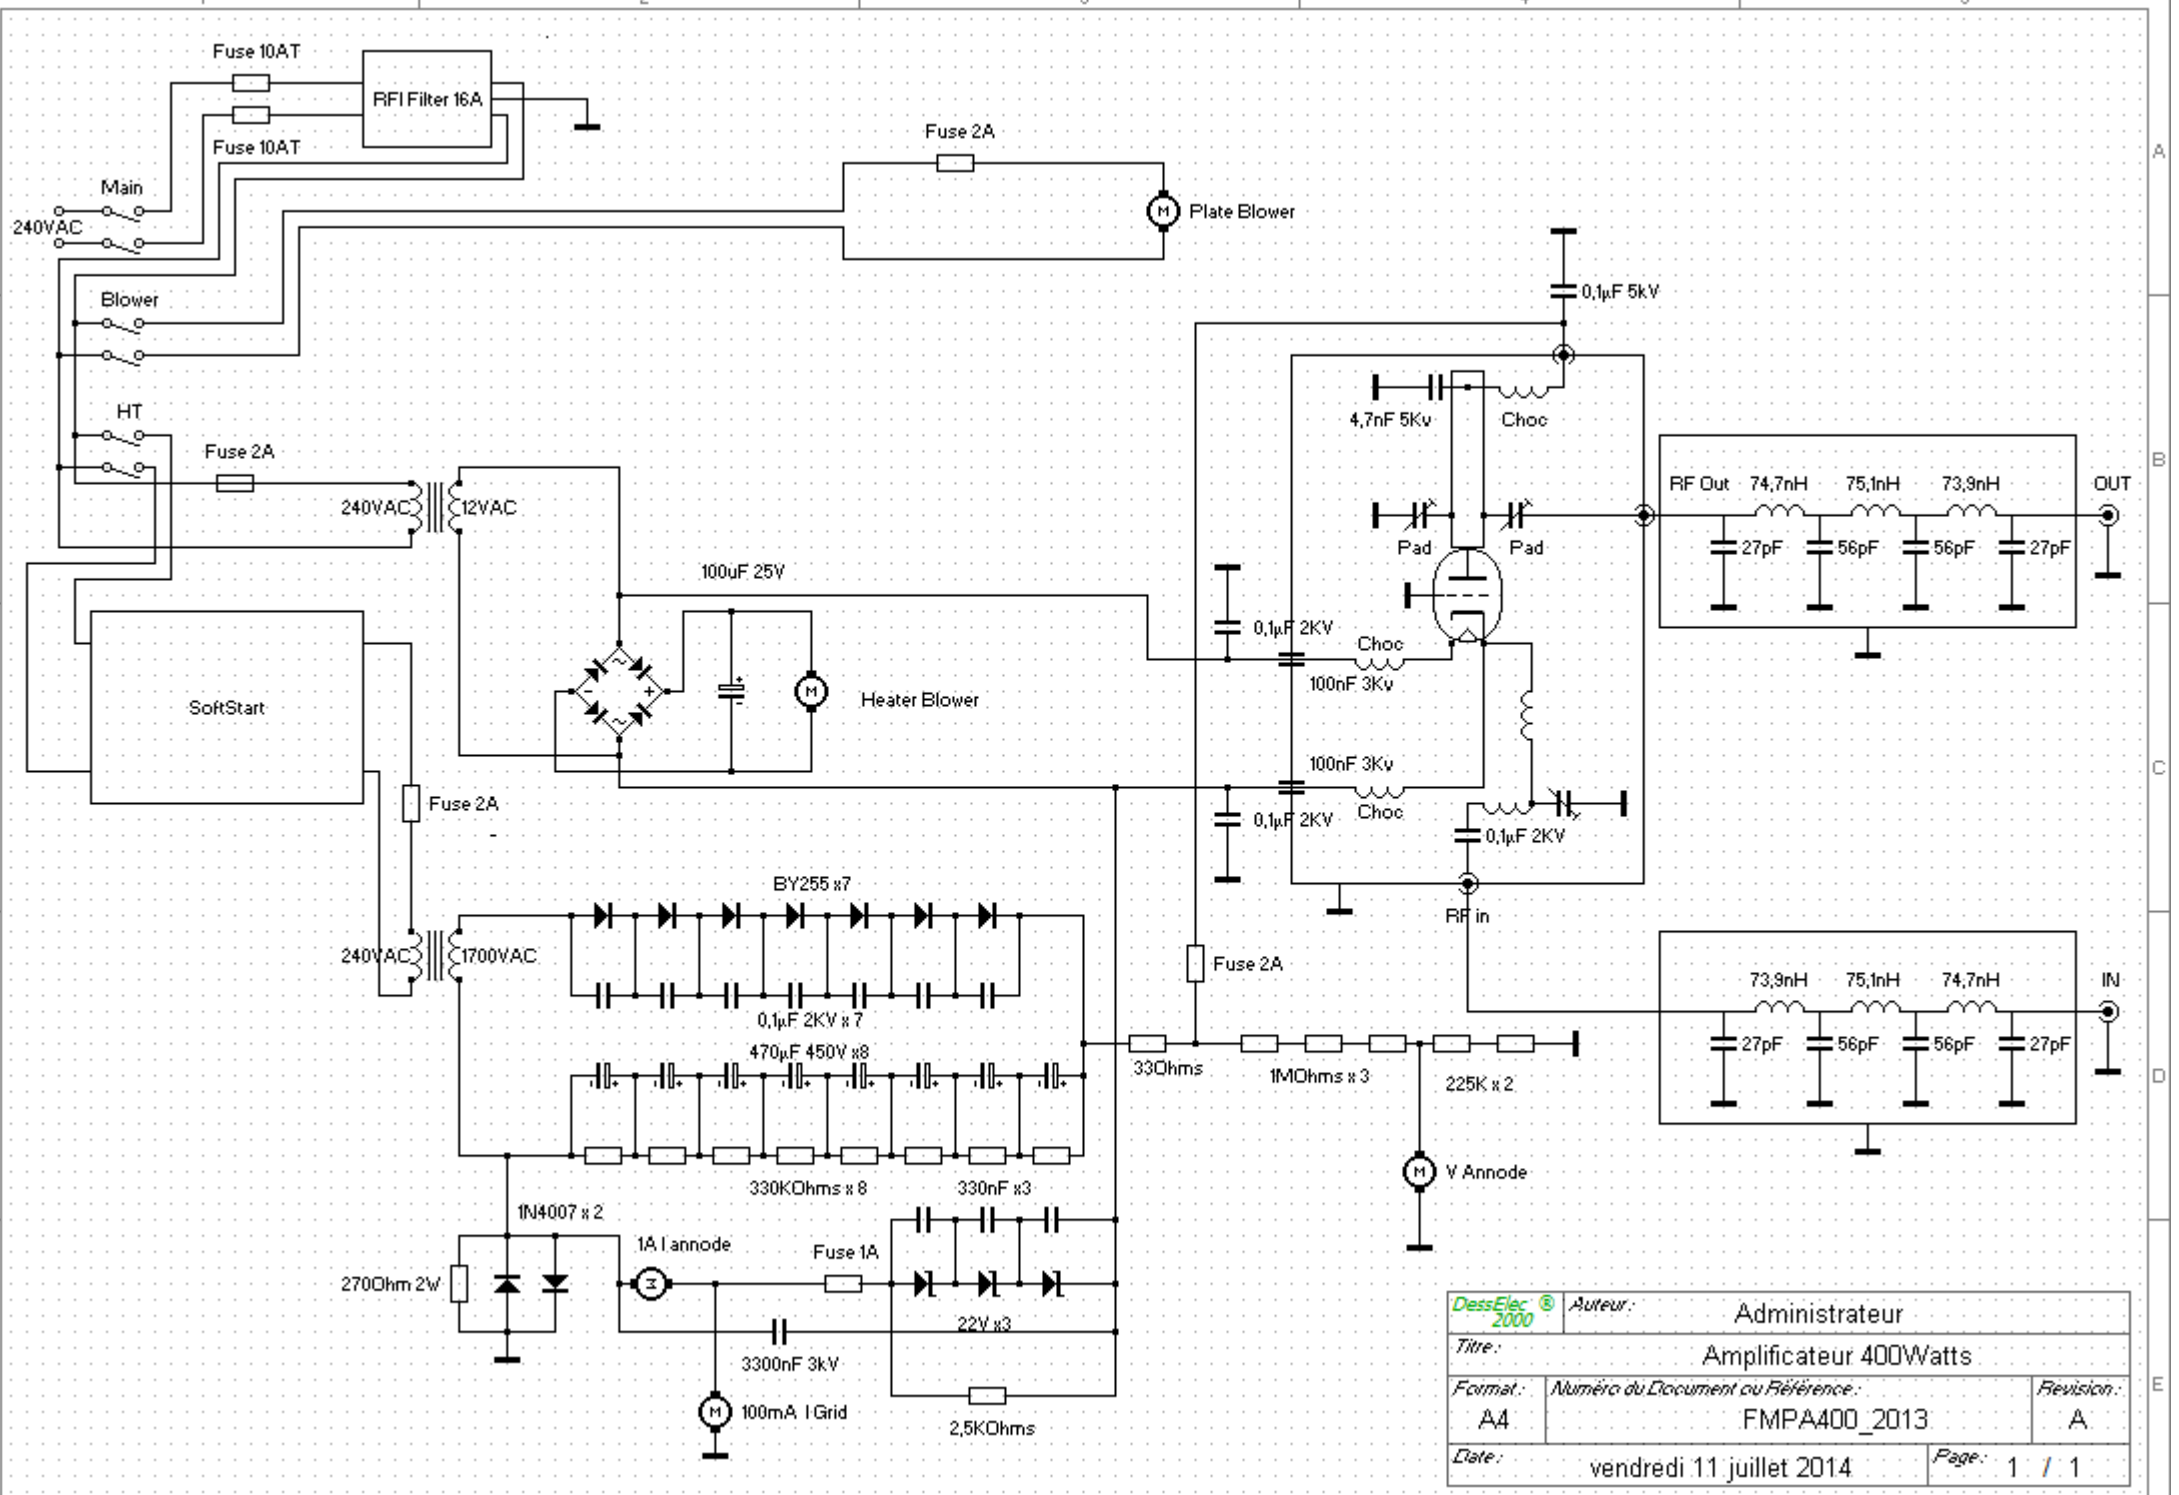 Fuse 10AT
RFI Filter 16A
Fuse 10AT
Fuse 2A
A
Main
240VAC
Plate Blower
Blower
0,1µF 5kV
HT
4,7nF 5Kv
Choc
Fuse 2A
B
RF Out
74,7nH
75,1nH
73,9nH
OUT
240VAC
12VAC
Pad
Pad
27pF
56pF
56pF
27pF
100uF 25V
0,1µF 2KV
Choc
100nF 3Kv
SoftStart
- +
M
Heater Blower
100nF 3Kv
C
Fuse 2A
0,1µF 2KV
Choc
0,1µF 2KV
BY255 x7
RF in
240VAC
1700VAC
Fuse 2A
73,9nH
75,1nH
74,7nH
IN
0,1µF 2KV x 7
27pF
56pF
56pF
27pF
470µF 450V x8
33Ohms
1MOhms x 3
225K x 2
D
M
V Annode
330KOhms x 8
330nF x3
1N4007 x 2
1A I annode
Fuse 1A
270Ohm 2W
M
22V x3
3300nF 3kV
M
100mA I Grid
2,5KOhms
DessElec ® 2000
Auteur:
Administrateur
Titre:
Amplificateur 400Watts
Format:
A4
Numéro du Document ou Référence:
FMPA400_2013
Revision:
A
E
Date:
vendredi 11 juillet 2014
Page:
1 / 1